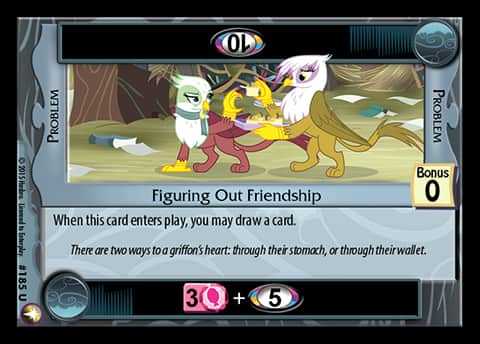 10
PROBLEM
PROBLEM
Figuring Out Friendship
Bonus
0
When this card enters play, you may draw a card.
There are two ways to a griffon's heart: through their stomach, or through their wallet.
© 2015 Hasbro. Licensed to Enterplay
#185 U
3 + 5